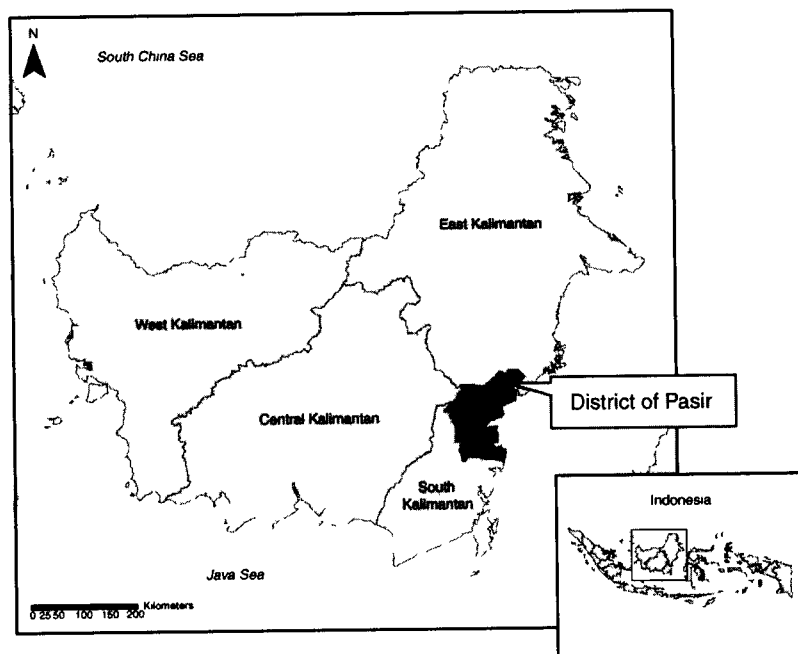 N
South China Sea
East Kalimantan
West Kalimantan
District of Pasir
Central Kalimantan
South
Kalimantan
Indonesia
Java Sea
Kilometers
0 25 50 100 150 200